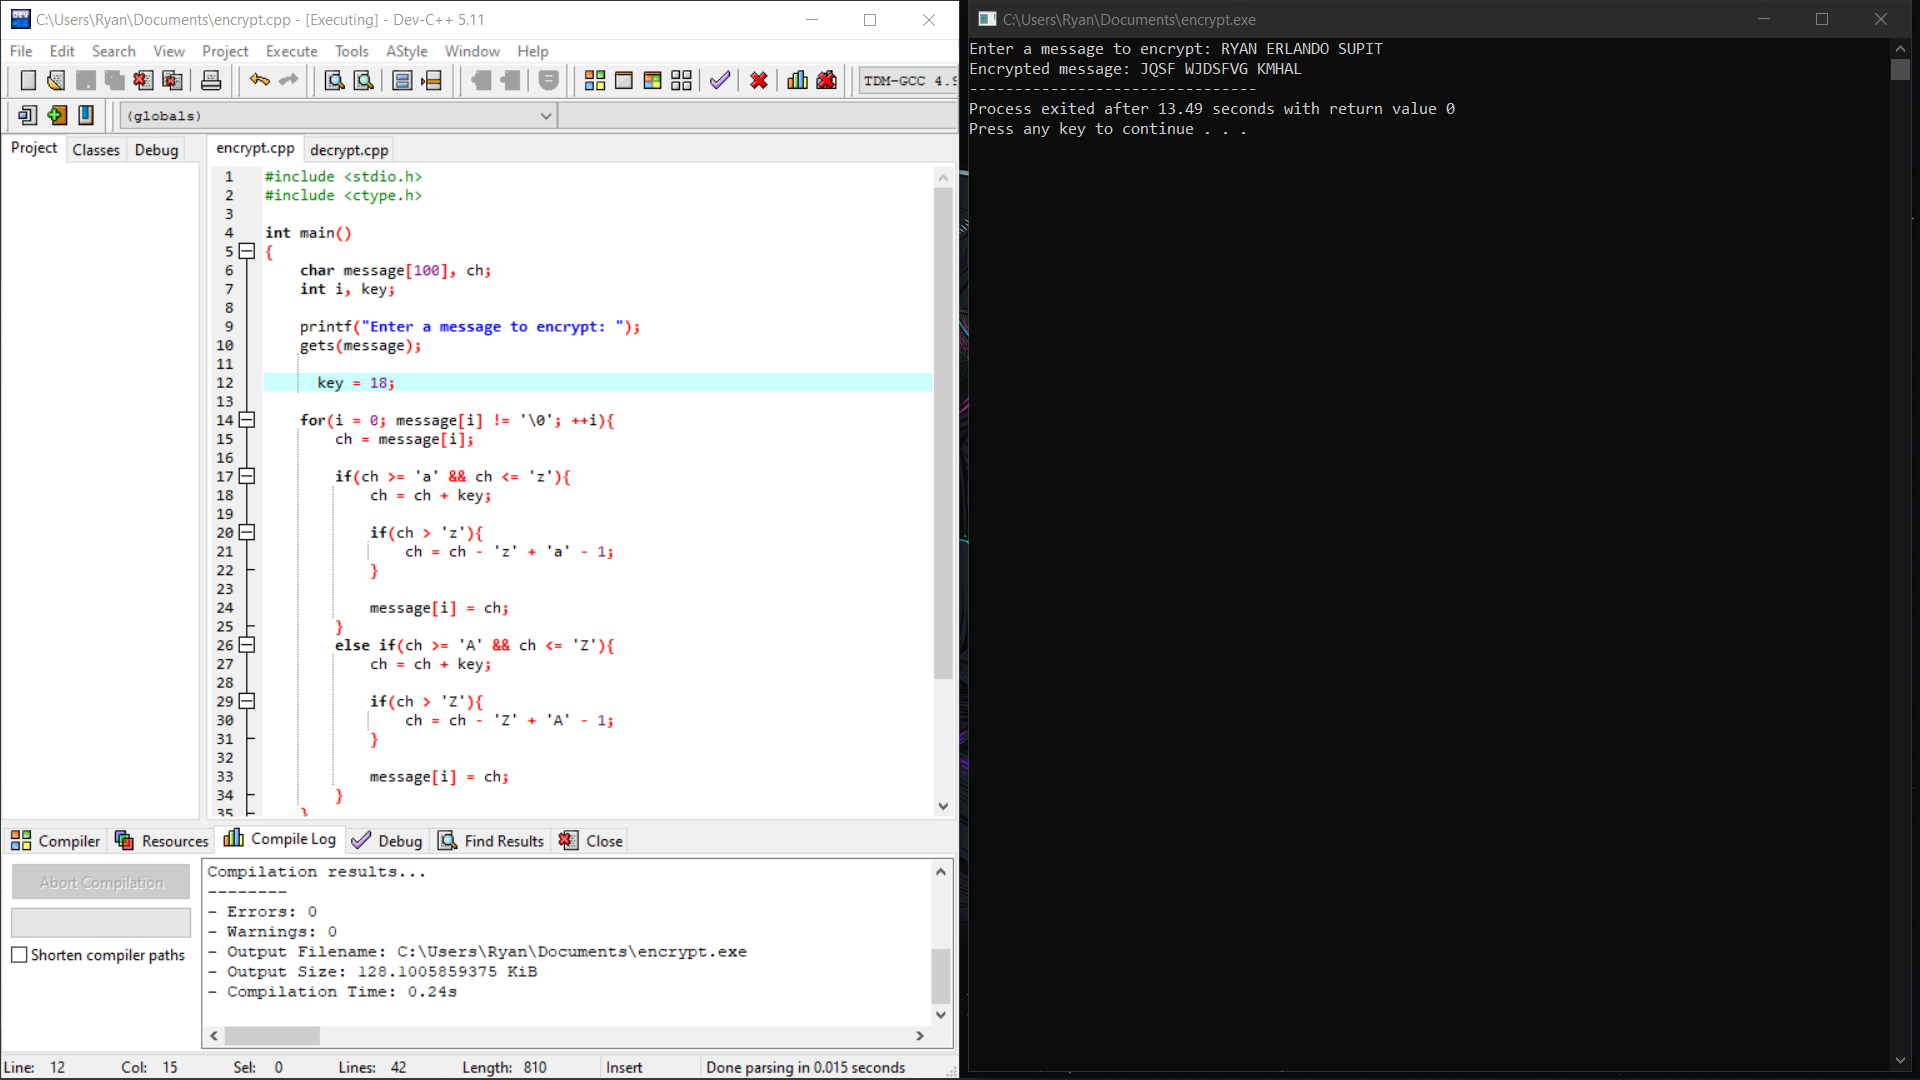 C:\Users\Ryan\Documents\encrypt.cpp - [Executing] - Dev-C++ 5.11
File Edit Search View Project Execute Tools AStyle Window Help
TDM-GCC 4.9
(globals)
Project Classes Debug
encrypt.cpp decrypt.cpp
1 #include <stdio.h>
2 #include <ctype.h>
3
4 int main()
5 {
6 char message[100], ch;
7 int i, key;
8
9 printf("Enter a message to encrypt: ");
10 gets(message);
11
12 key = 18;
13
14 for(i = 0; message[i] != '\0'; ++i){
15 ch = message[i];
16
17 if(ch >= 'a' && ch <= 'z'){
18 ch = ch + key;
19
20 if(ch > 'z'){
21 ch = ch - 'z' + 'a' - 1;
22 }
23
24 message[i] = ch;
25 }
26 else if(ch >= 'A' && ch <= 'Z'){
27 ch = ch + key;
28
29 if(ch > 'Z'){
30 ch = ch - 'Z' + 'A' - 1;
31 }
32
33 message[i] = ch;
34 }
35 }
Compiler Resources Compile Log Debug Find Results Close
Abort Compilation
Shorten compiler paths
Compilation results...
--------
- Errors: 0
- Warnings: 0
- Output Filename: C:\Users\Ryan\Documents\encrypt.exe
- Output Size: 128.1005859375 KiB
- Compilation Time: 0.24s
Line: 12 Col: 15 Sel: 0 Lines: 42 Length: 810 Insert Done parsing in 0.015 seconds
C:\Users\Ryan\Documents\encrypt.exe
Enter a message to encrypt: RYAN ERLANDO SUPIT
Encrypted message: JQSF WJDSFVG KMHAL
--------------------------------
Process exited after 13.49 seconds with return value 0
Press any key to continue . . .